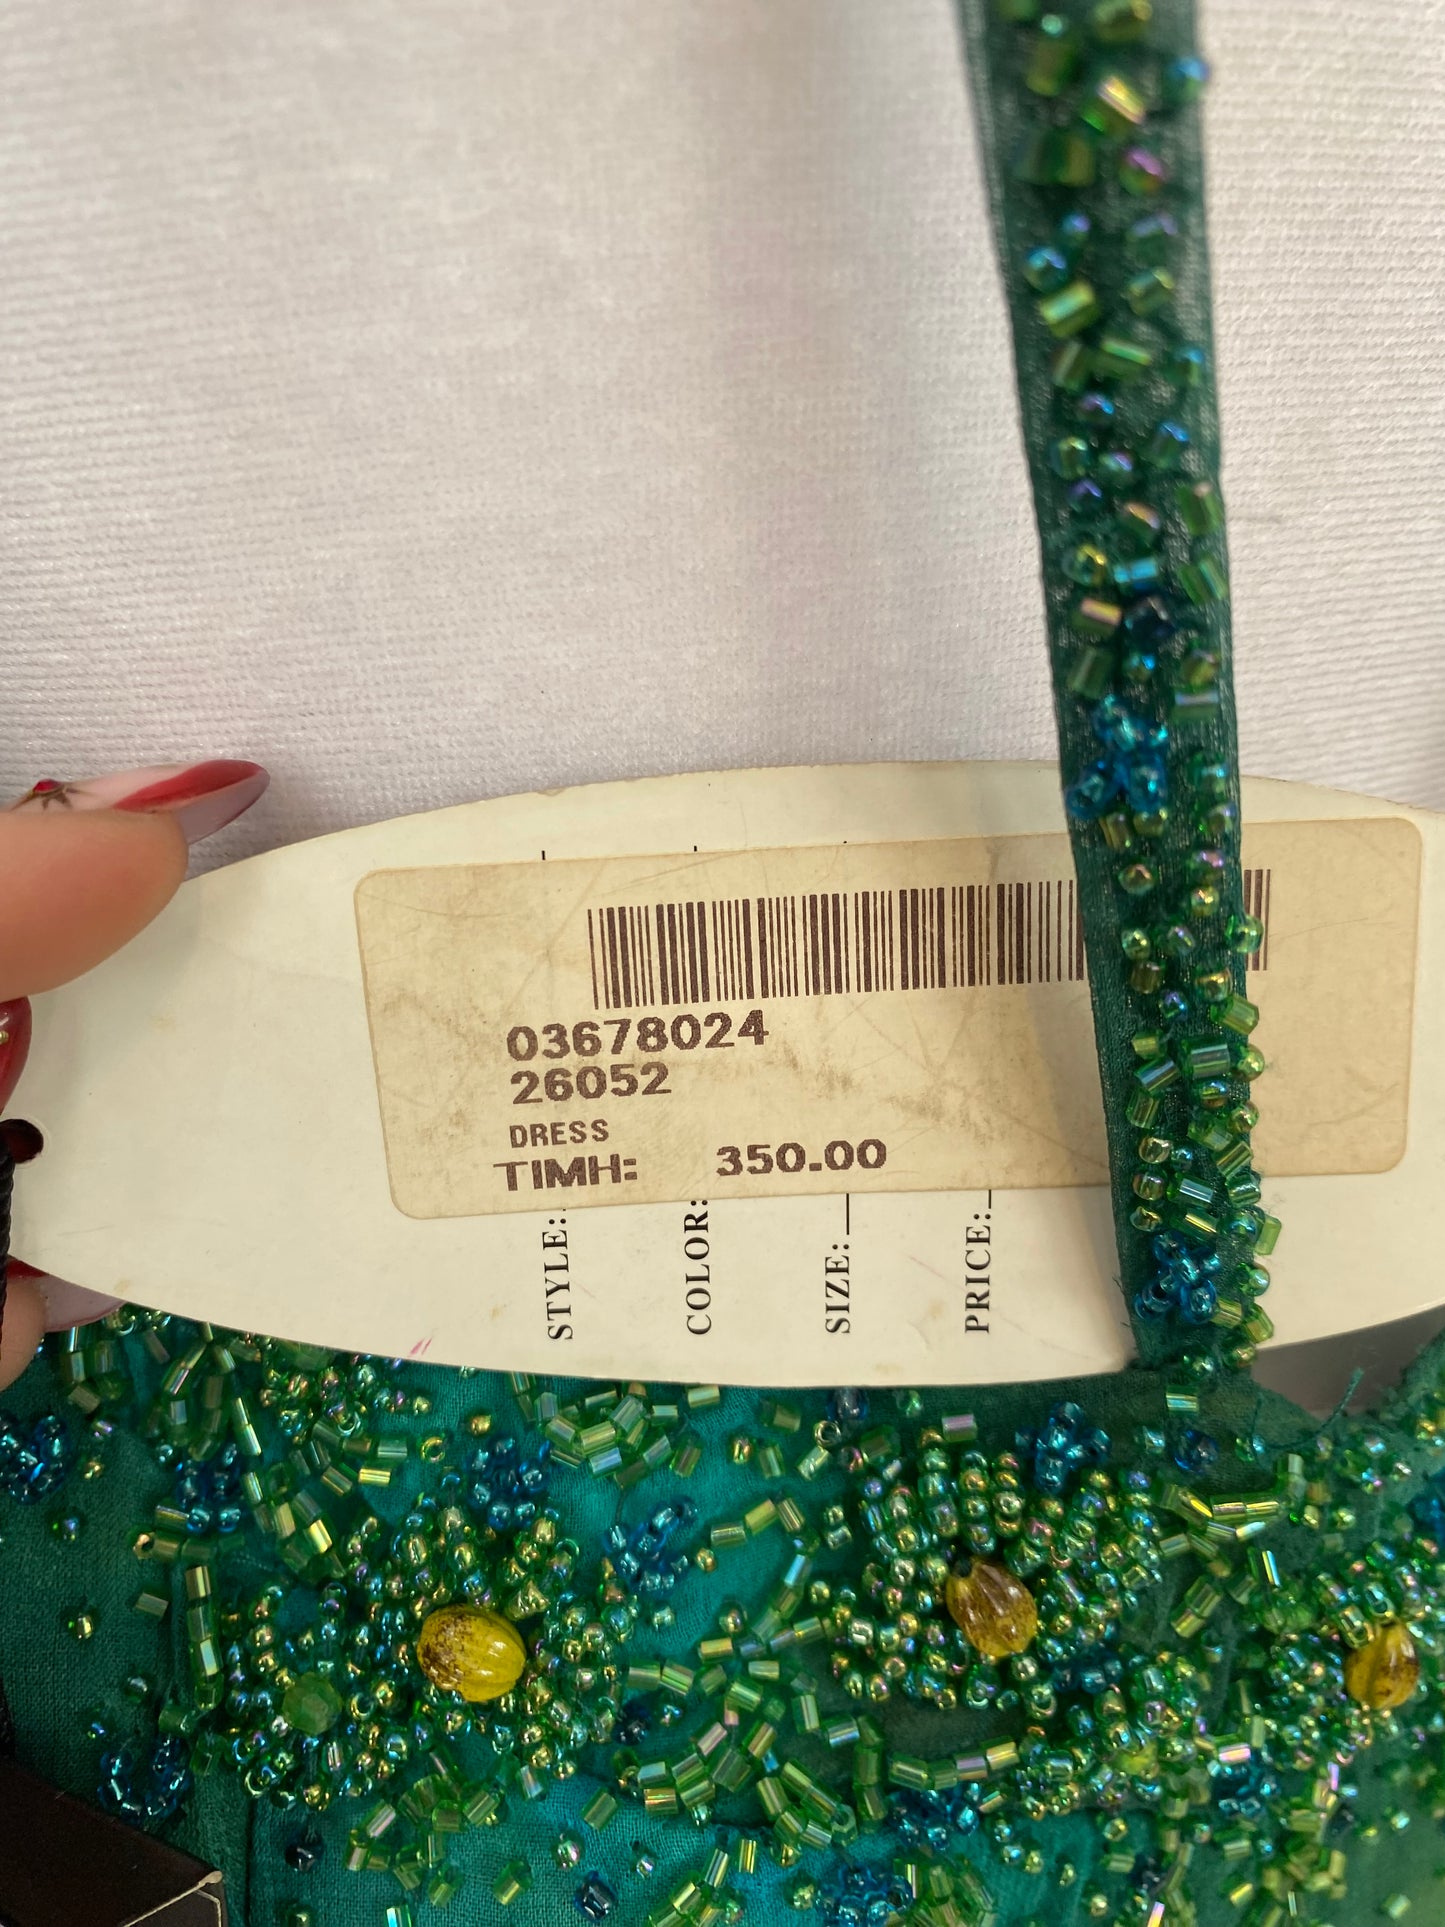 03678024
26052
DRESS
TIMH: 350.00
STYLE:
COLOR:
SIZE:
PRICE: